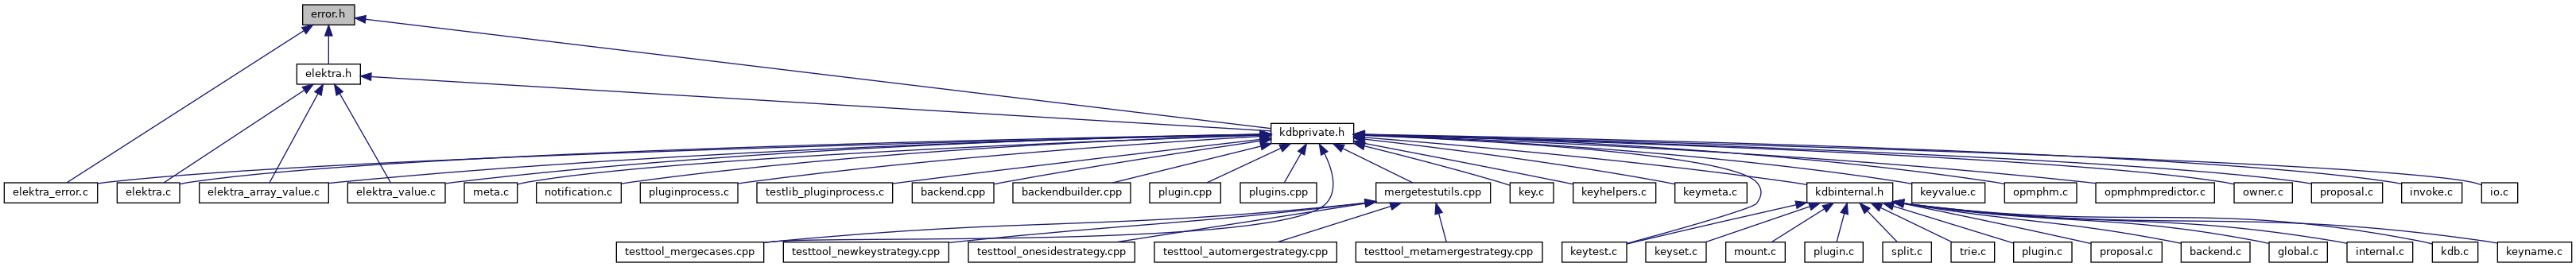 error.h
elektra.h
kdbprivate.h
elektra_error.c
elektra.c
elektra_array_value.c
elektra_value.c
meta.c
notification.c
pluginprocess.c
testlib_pluginprocess.c
backend.cpp
backendbuilder.cpp
plugin.cpp
plugins.cpp
mergetestutils.cpp
key.c
keyhelpers.c
keymeta.c
kdbinternal.h
keyvalue.c
opmphm.c
opmphmpredictor.c
owner.c
proposal.c
invoke.c
io.c
testtool_mergecases.cpp
testtool_newkeystrategy.cpp
testtool_onesidestrategy.cpp
testtool_automergestrategy.cpp
testtool_metamergestrategy.cpp
keytest.c
keyset.c
mount.c
plugin.c
split.c
trie.c
plugin.c
proposal.c
backend.c
global.c
internal.c
kdb.c
keyname.c